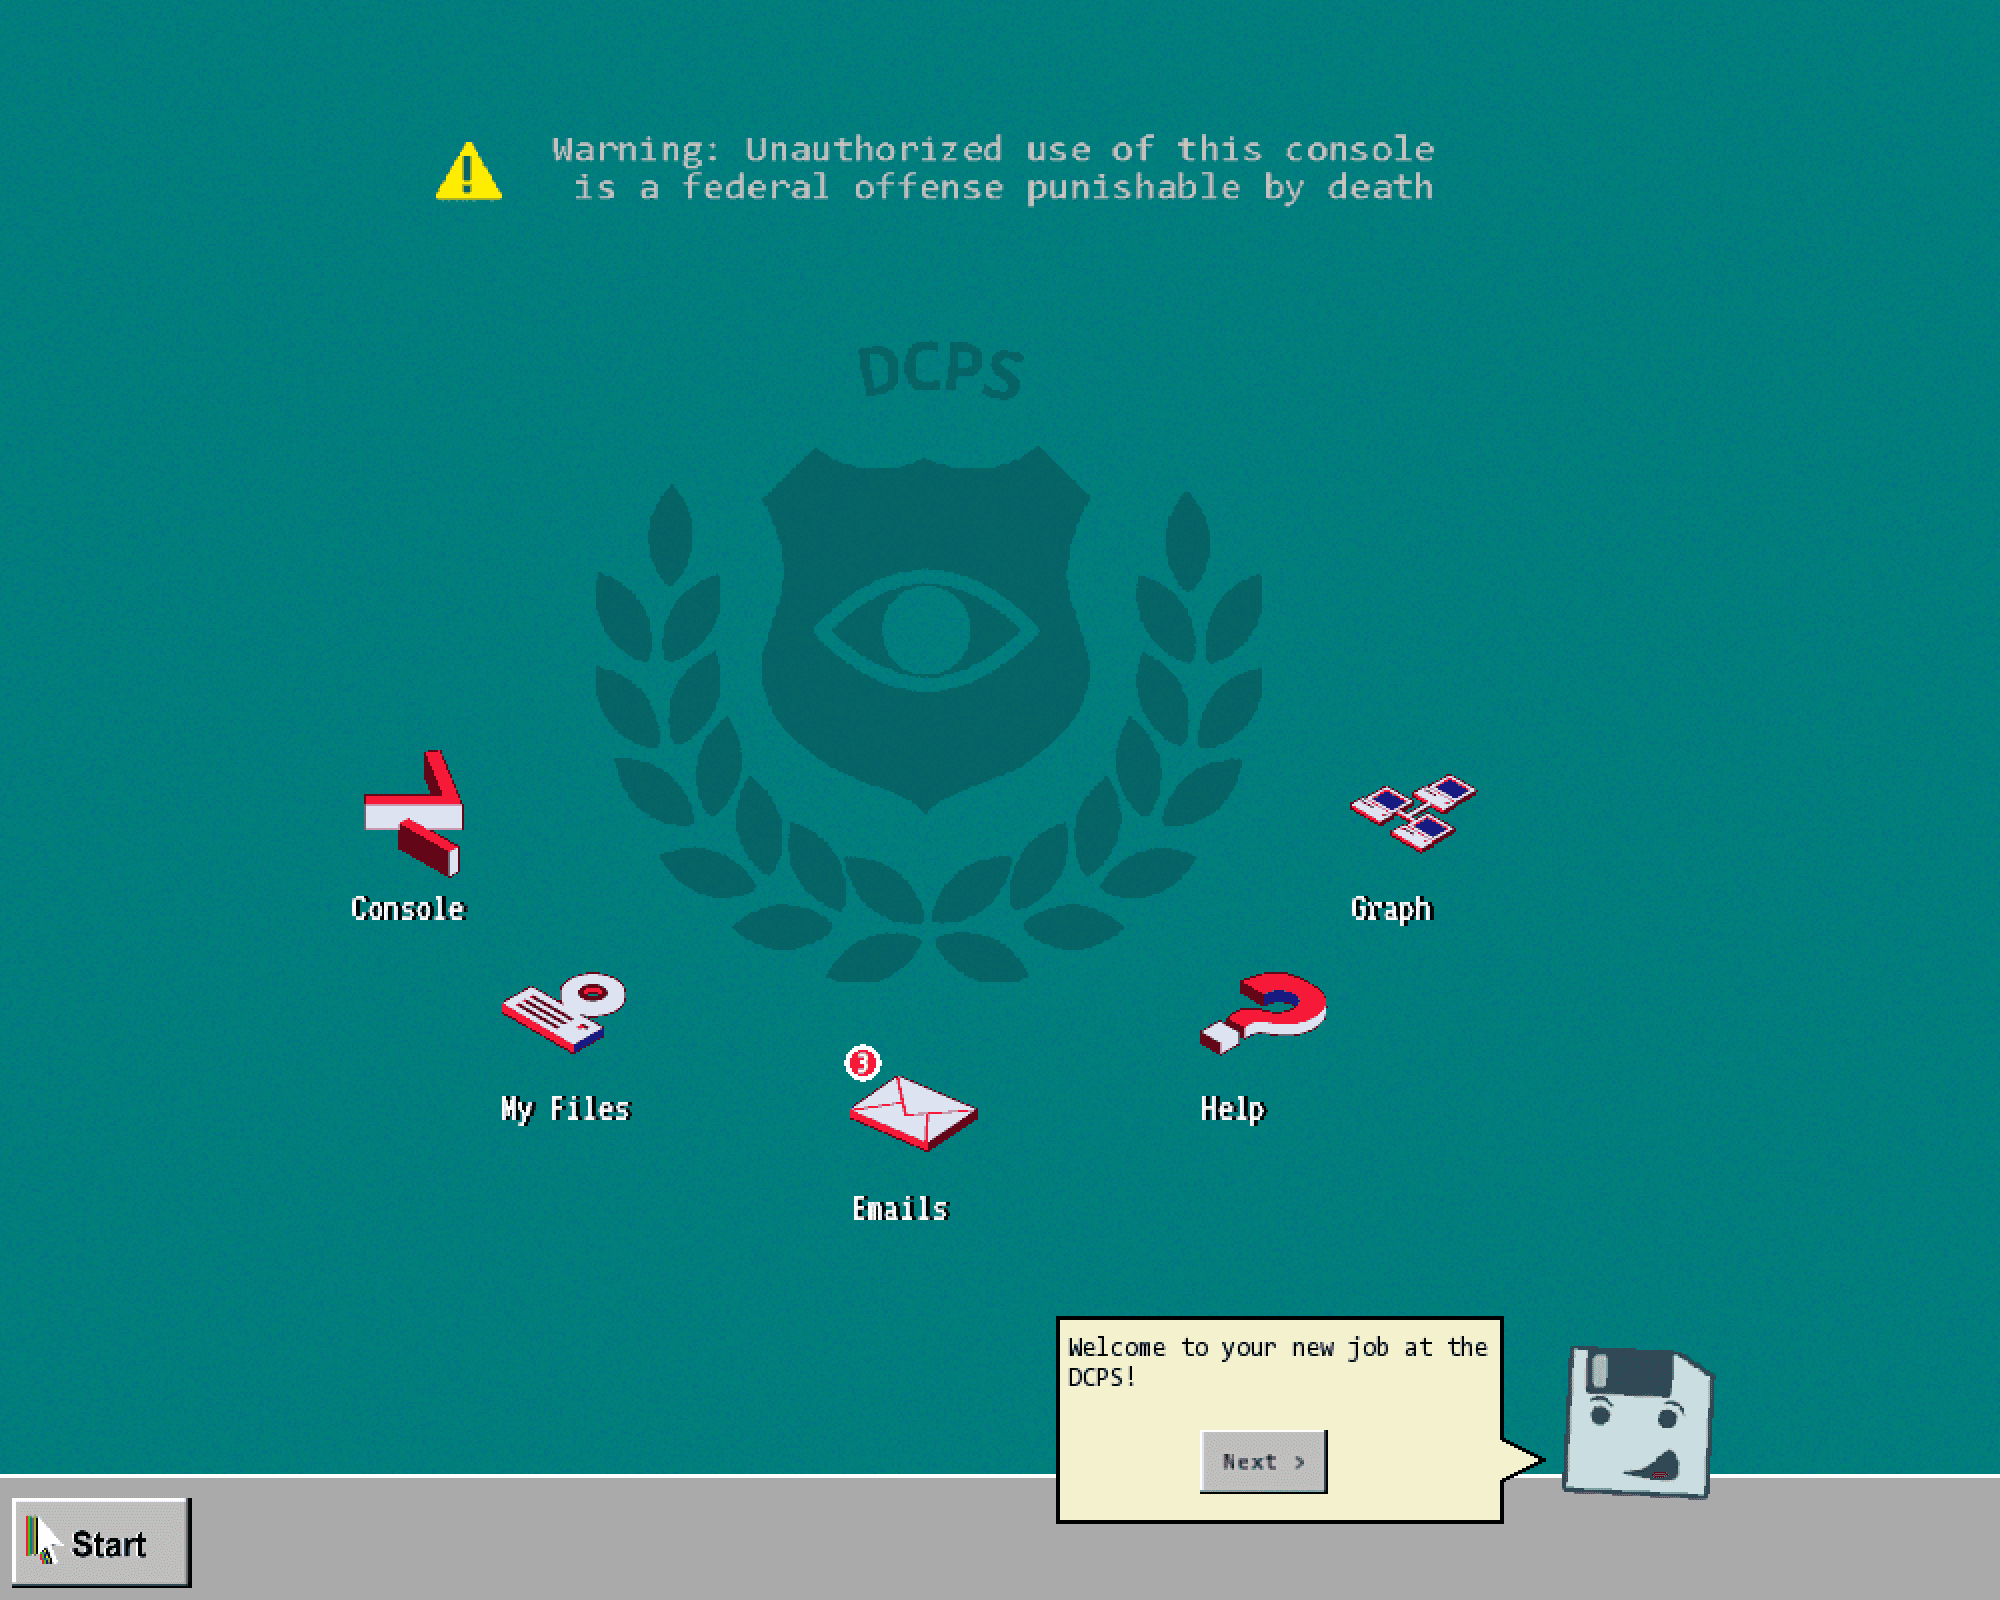 Warning: Unauthorized use of this console
is a federal offense punishable by death
DCPS
Console
Graph
My Files
3
Help
Emails
Welcome to your new job at the
DCPS!
Next >
Start